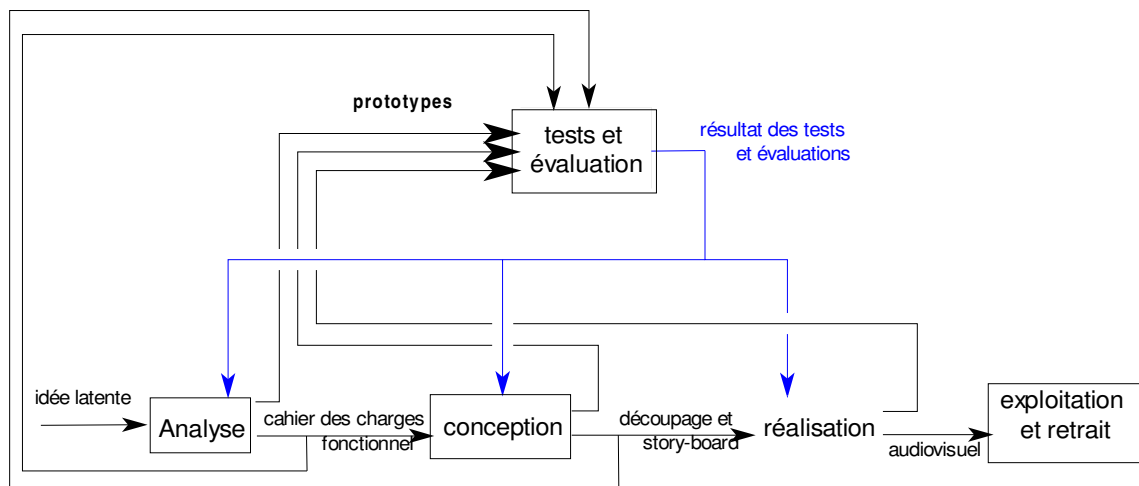 prototypes
tests et
évaluation
résultat des tests
et évaluations
idée latente
Analyse
cahier des charges
fonctionner
conception
découpage et
story-board
réalisation
audiovisuel
exploitation
et retrait